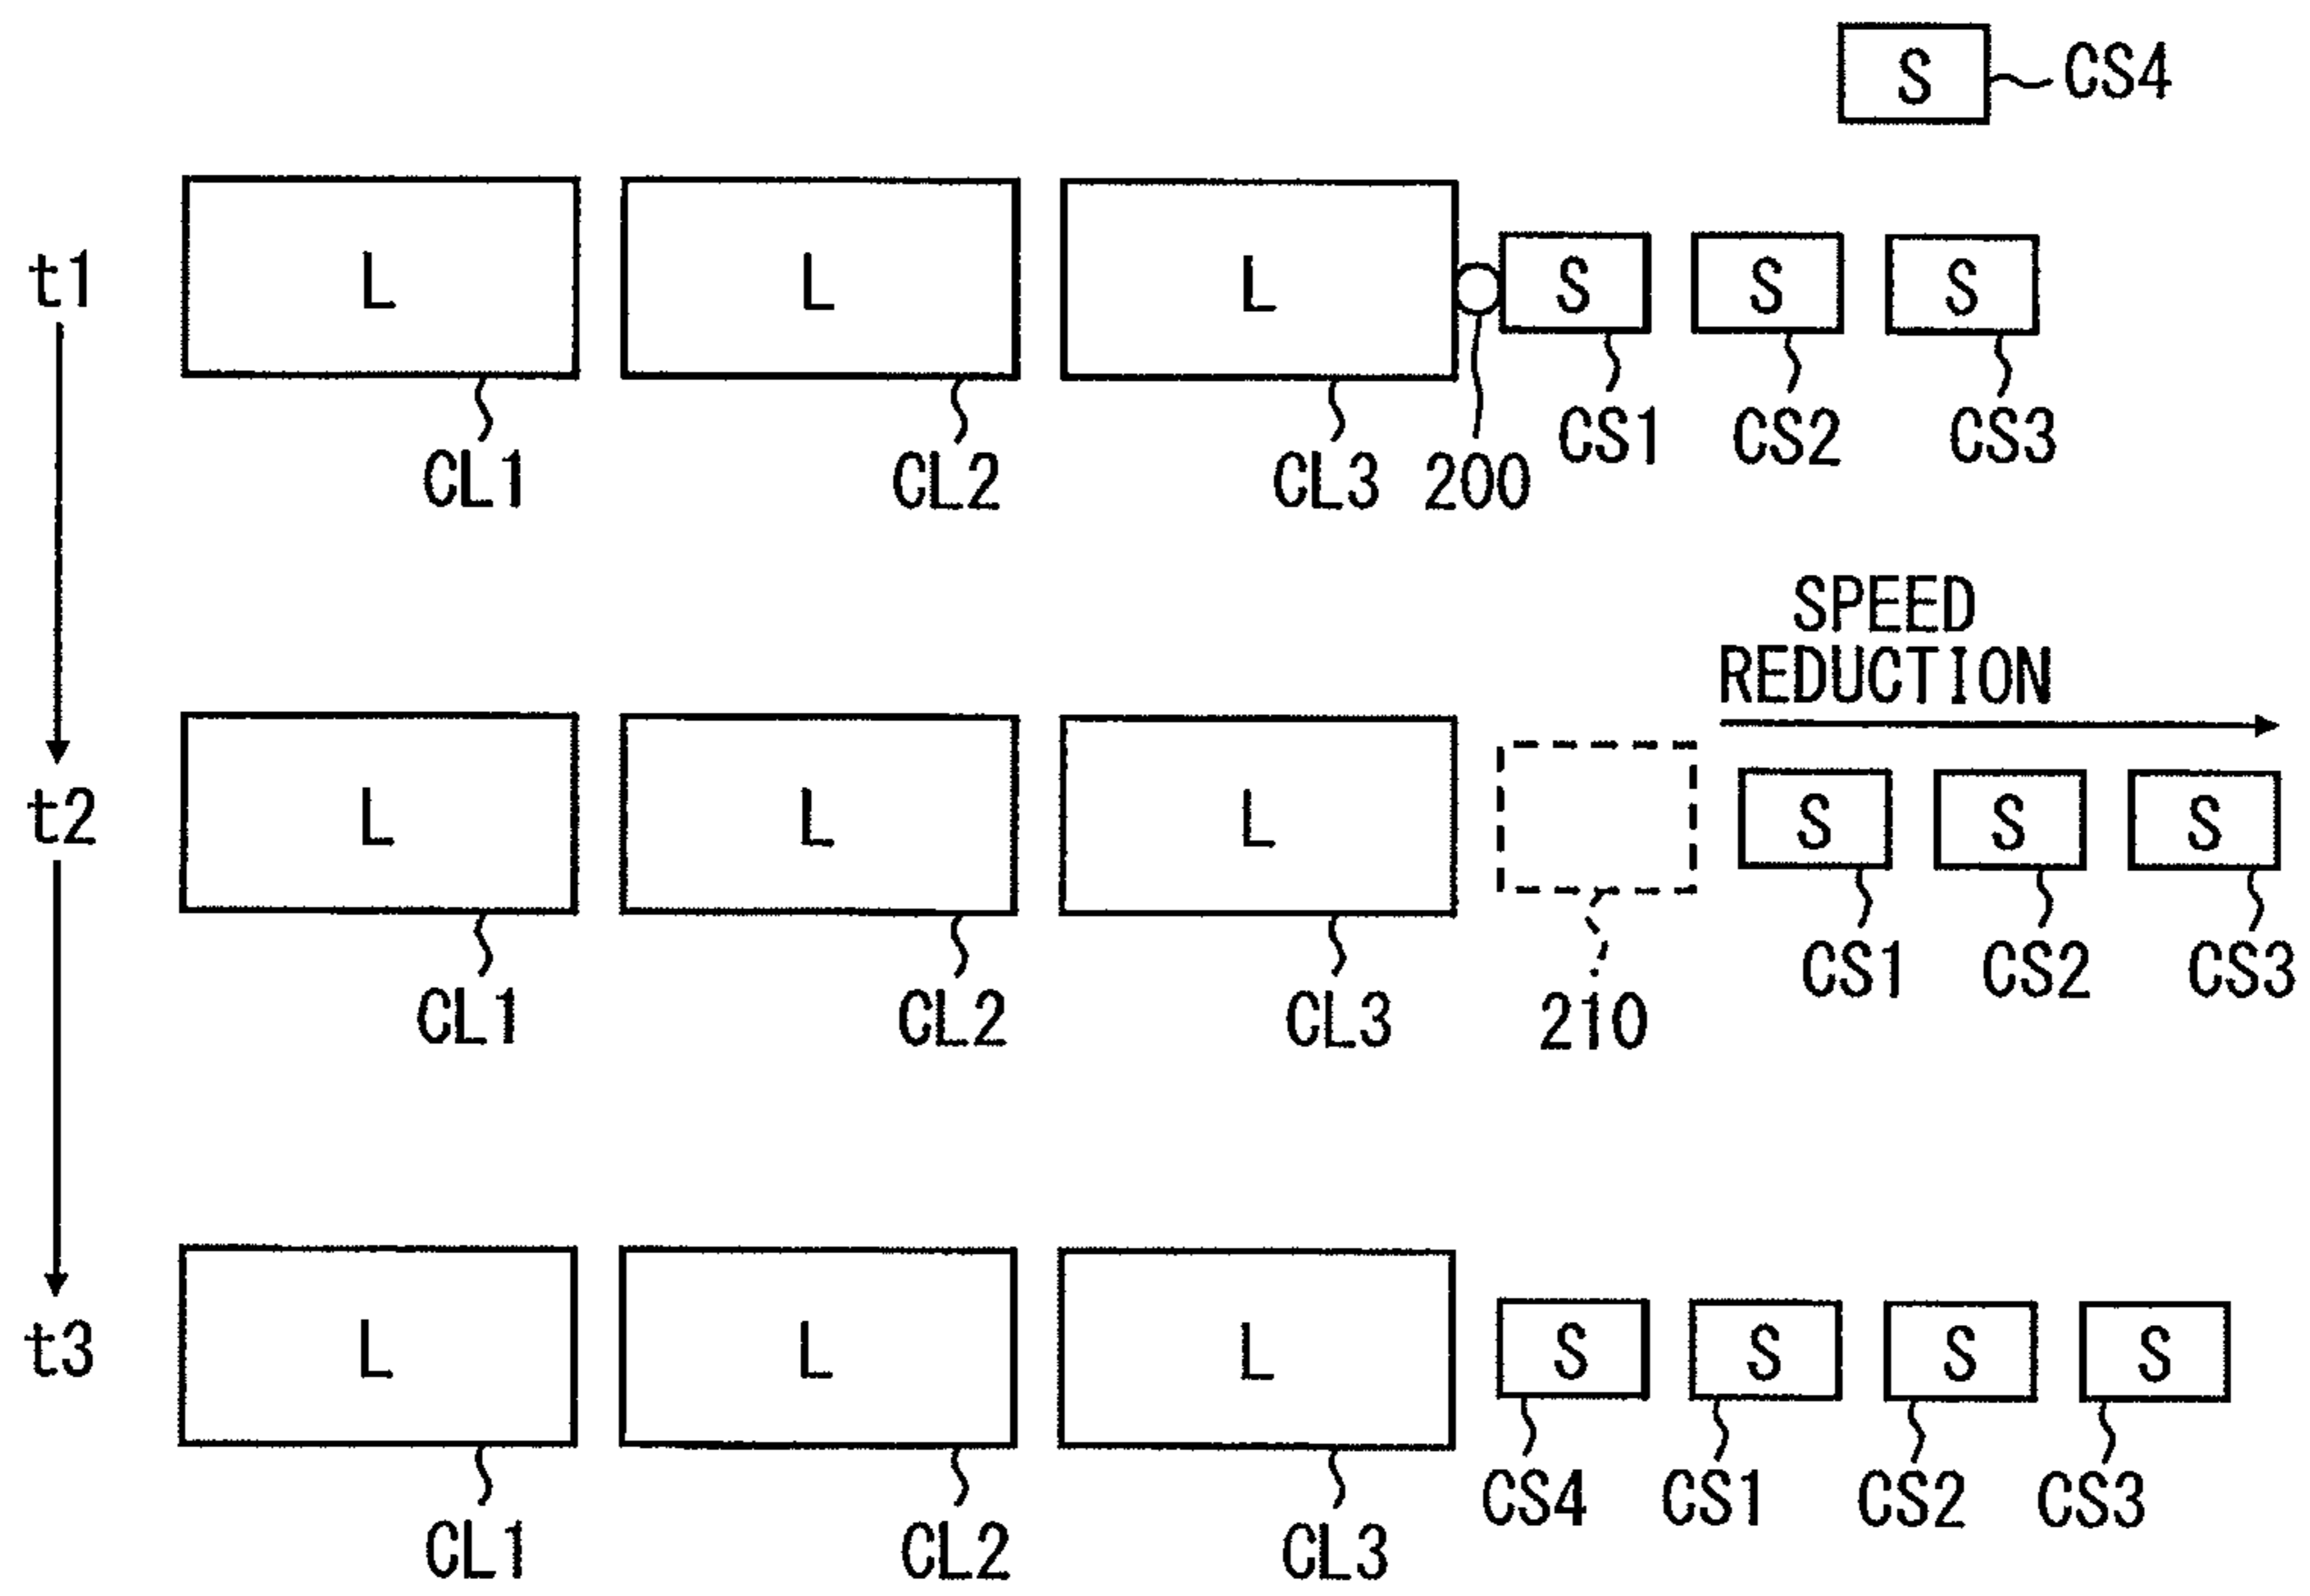 S CS4
t1 L L L S S S
CL1 CL2 CL3 200 CS1 CS2 CS3
SPEED
REDUCTION
t2 L L L S S S
CL1 CL2 CL3 210 CS1 CS2 CS3
t3 L L L S S S S
CL1 CL2 CL3 CS4 CS1 CS2 CS3